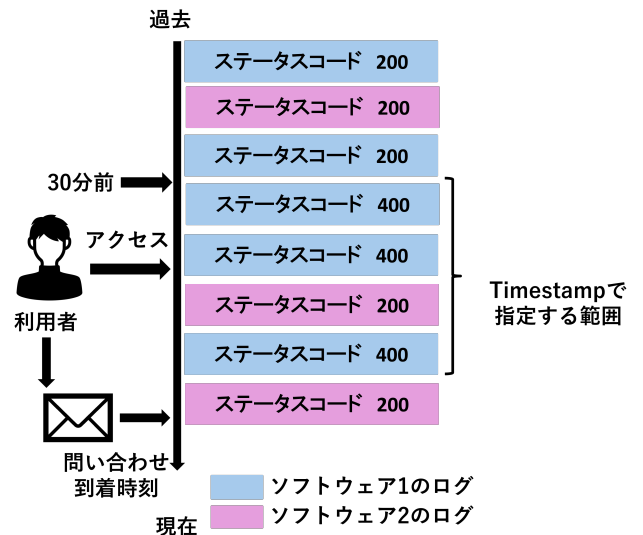 過去
ステータスコード 200
ステータスコード 200
ステータスコード 200
30分前
ステータスコード 400
アクセス
ステータスコード 400
利用者
ステータスコード 200
Timestampで
指定する範囲
ステータスコード 400
ステータスコード 200
問い合わせ
到着時刻
現在
ソフトウェア1のログ
ソフトウェア2のログ